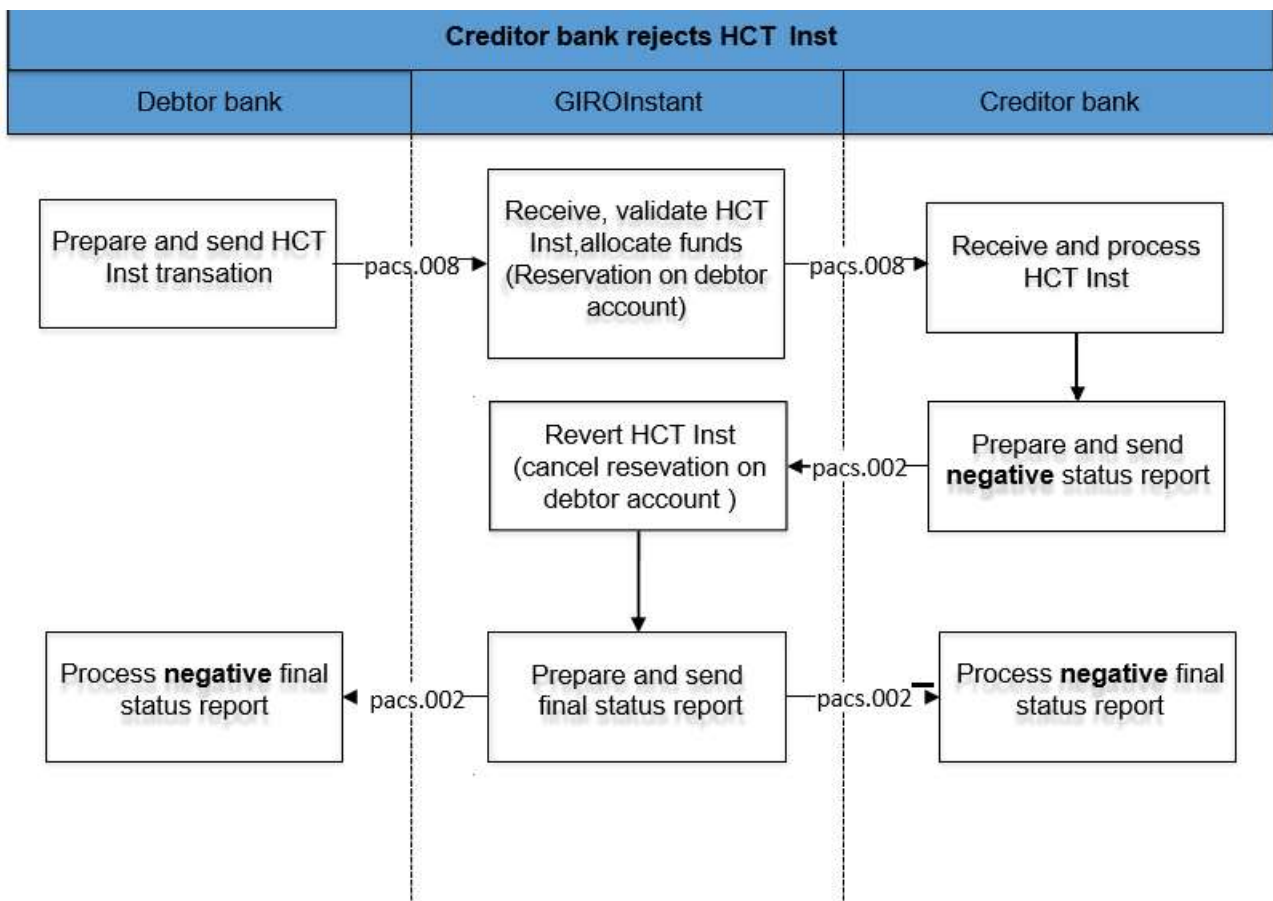 Creditor bank rejects HCT Inst
Debtor bank
GIROInstant
Creditor bank
Prepare and send HCT
Inst transation
pacs.008
Receive, validate HCT
Inst,allocate funds
(Reservation on debtor
account)
pacs.008
Receive and process
HCT Inst
Revert HCT Inst
(cancel resevation on
debtor account )
pacs.002
Prepare and send
negative status report
Process negative final
status report
pacs.002
Prepare and send
final status report
pacs.002
Process negative final
status report